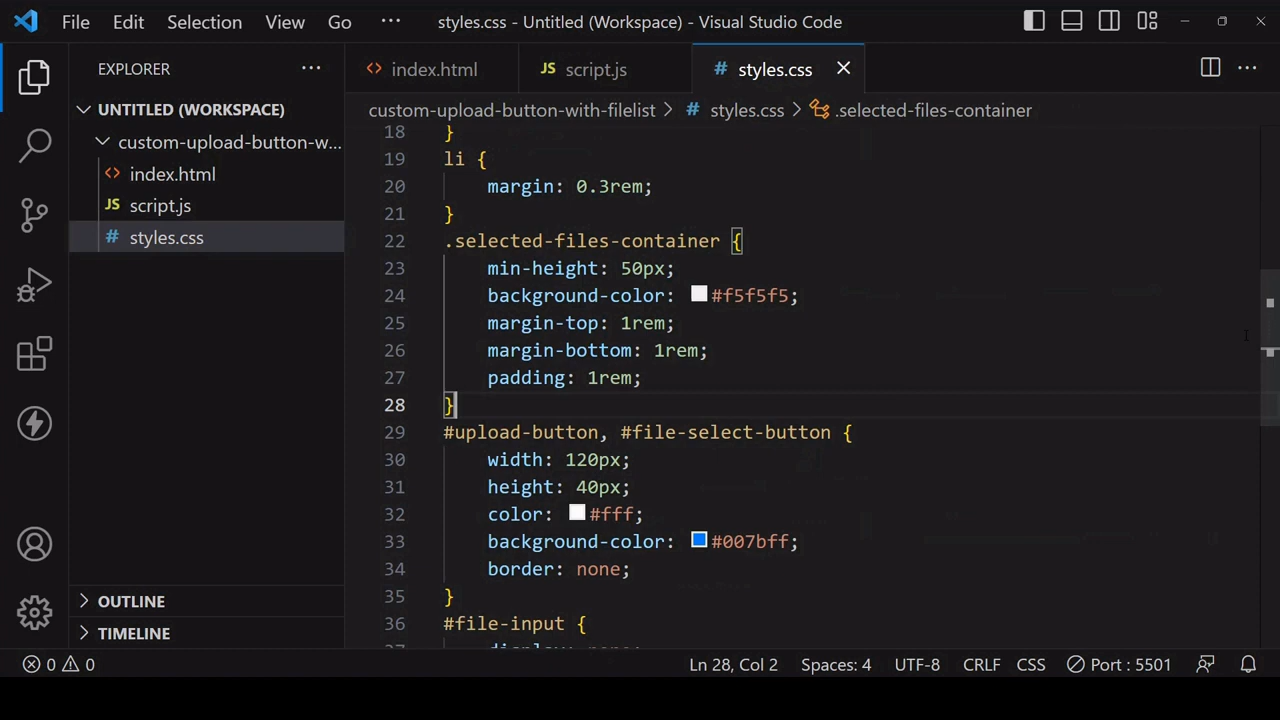 File Edit Selection View Go ··· styles.css - Untitled (Workspace) - Visual Studio Code
EXPLORER ···
UNTITLED (WORKSPACE)
custom-upload-button-w...
index.html
JS script.js
# styles.css
OUTLINE
TIMELINE
index.html JS script.js # styles.css
custom-upload-button-with-filelist > # styles.css > .selected-files-container
18 }
19 li {
20 margin: 0.3rem;
21 }
22 .selected-files-container {
23 min-height: 50px;
24 background-color: #f5f5f5;
25 margin-top: 1rem;
26 margin-bottom: 1rem;
27 padding: 1rem;
28 }
29 #upload-button, #file-select-button {
30 width: 120px;
31 height: 40px;
32 color: #fff;
33 background-color: #007bff;
34 border: none;
35 }
36 #file-input {
0 0 Ln 28, Col 2 Spaces: 4 UTF-8 CRLF CSS Port : 5501